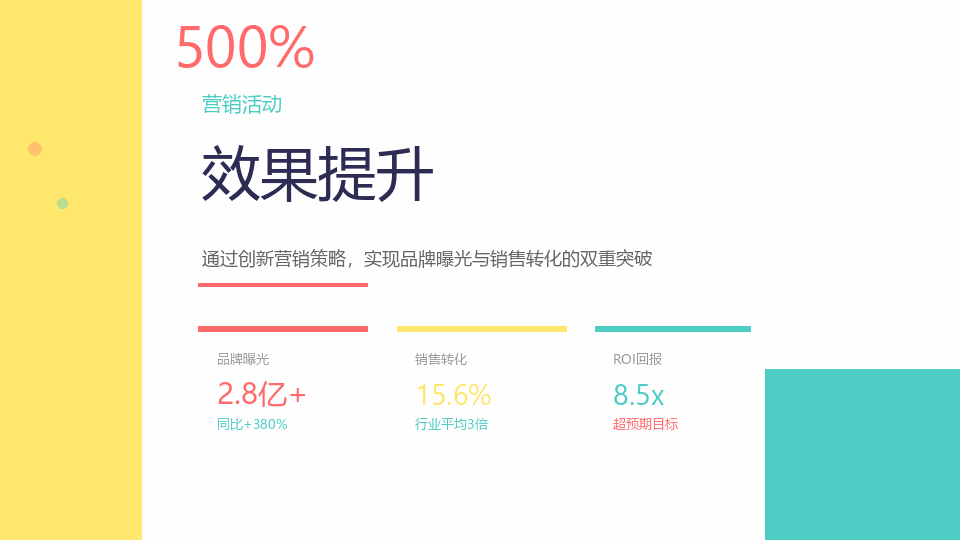 500%
营销活动
效果提升
通过创新营销策略，实现品牌曝光与销售转化的双重突破
品牌曝光
2.8亿+
同比+380%
销售转化
15.6%
行业平均3倍
ROI回报
8.5x
超预期目标